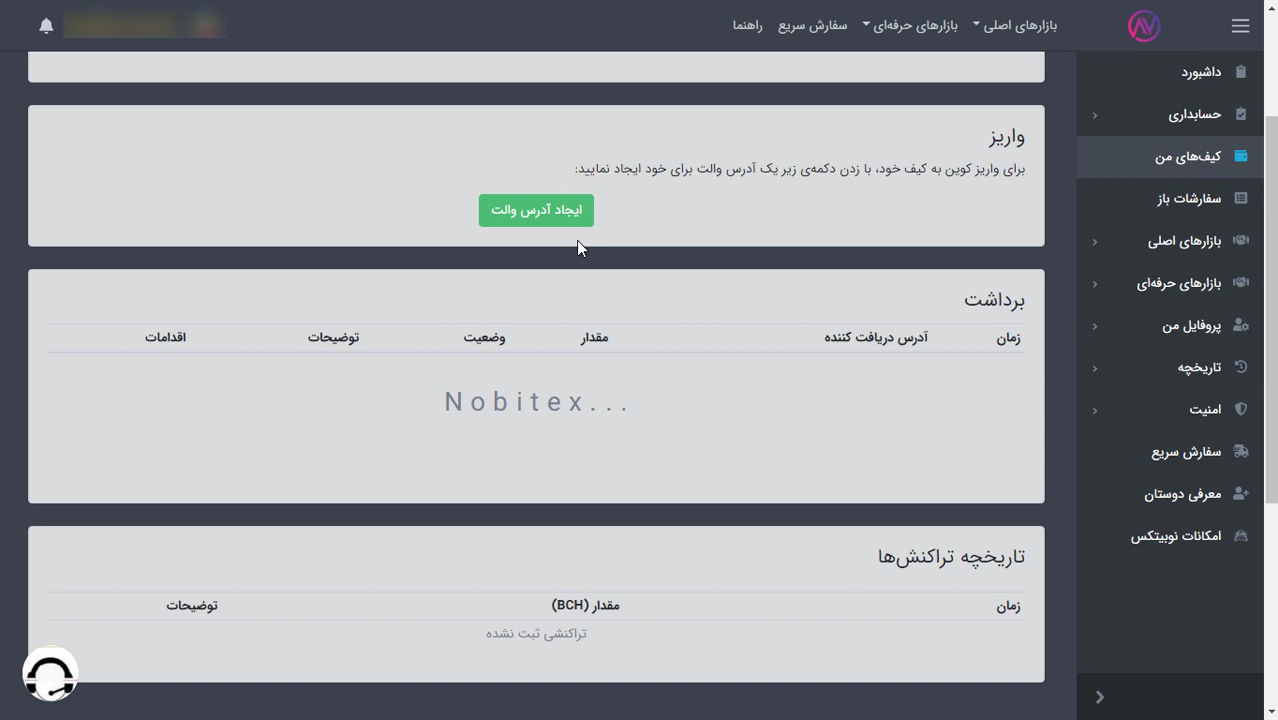 بازارهای اصلی
بازارهای حرفه‌ای
سفارش سریع
راهنما
داشبورد
حسابداری
کیف‌های من
سفارشات باز
بازارهای اصلی
بازارهای حرفه‌ای
پروفایل من
تاریخچه
امنیت
سفارش سریع
معرفی دوستان
امکانات نوبیتکس
واریز
برای واریز کوین به کیف خود، با زدن دکمه‌ی زیر یک آدرس والت برای خود ایجاد نمایید:
ایجاد آدرس والت
برداشت
زمان آدرس دریافت کننده مقدار وضعیت توضیحات اقدامات
Nobitex...
تاریخچه تراکنش‌ها
زمان مقدار (BCH) توضیحات
تراکنشی ثبت نشده